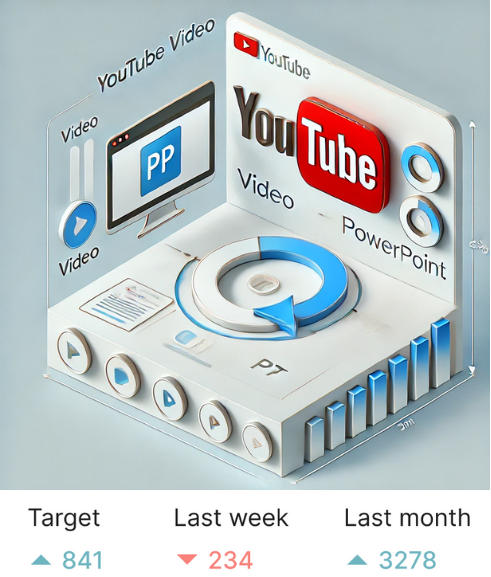 YouTube Video
YouTube
Video
PP
YouTube
Video
PowerPoint
Video
PT
Target
Last week
Last month
841
234
3278